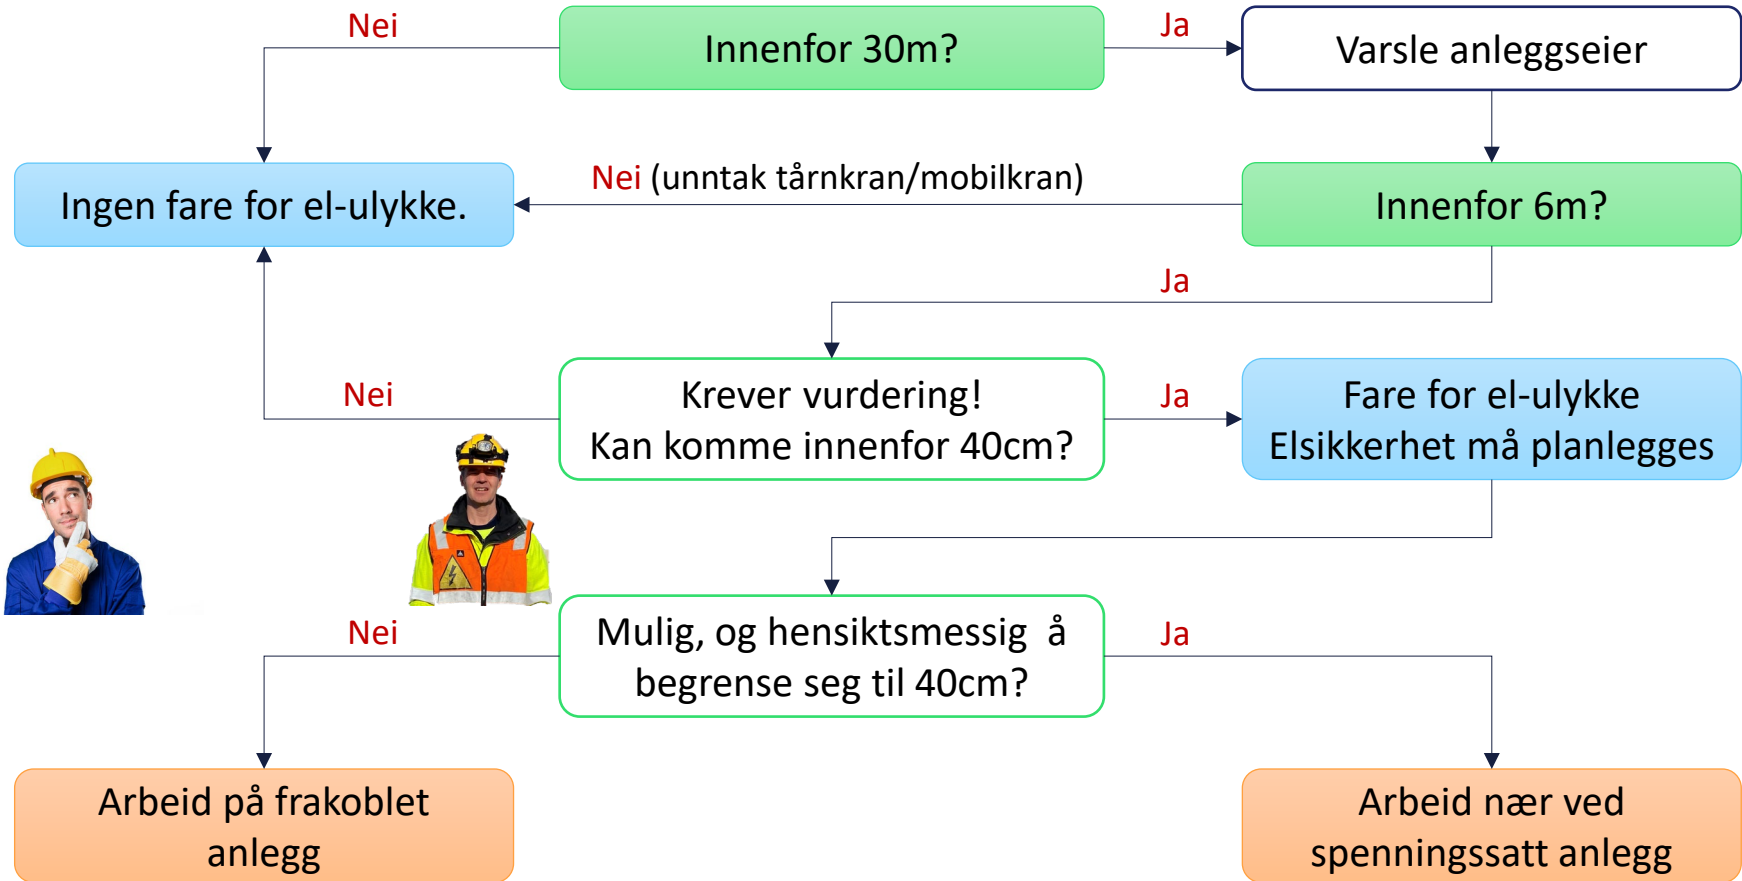 Nei
Innenfor 30m?
Ja
Varsle anleggseier
Ingen fare for el-ulykke.
Nei (unntak tårnkran/mobilkran)
Innenfor 6m?
Ja
Nei
Krever vurdering!
Kan komme innenfor 40cm?
Ja
Fare for el-ulykke
Elsikkerhet må planlegges
Nei
Mulig, og hensiktsmessig å
begrense seg til 40cm?
Ja
Arbeid på frakoblet
anlegg
Arbeid nær ved
spenningssatt anlegg